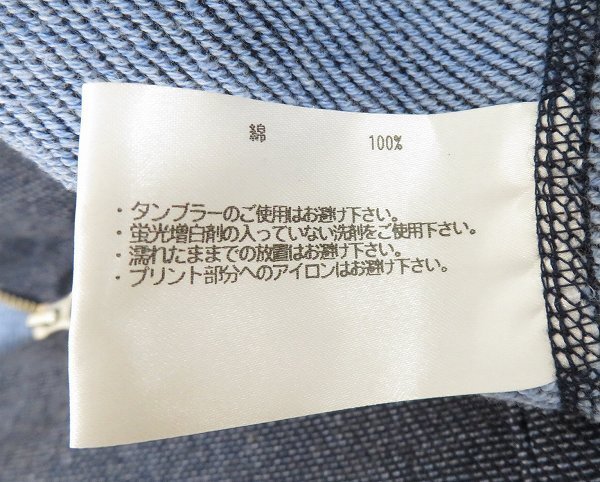 綿 100%
・タンブラーのご使用はお避け下さい。
・蛍光増白剤の入っていない洗剤をご使用下さい。
・濡れたままでの放置はお避け下さい。
・プリント部分へのアイロンはお避け下さい。